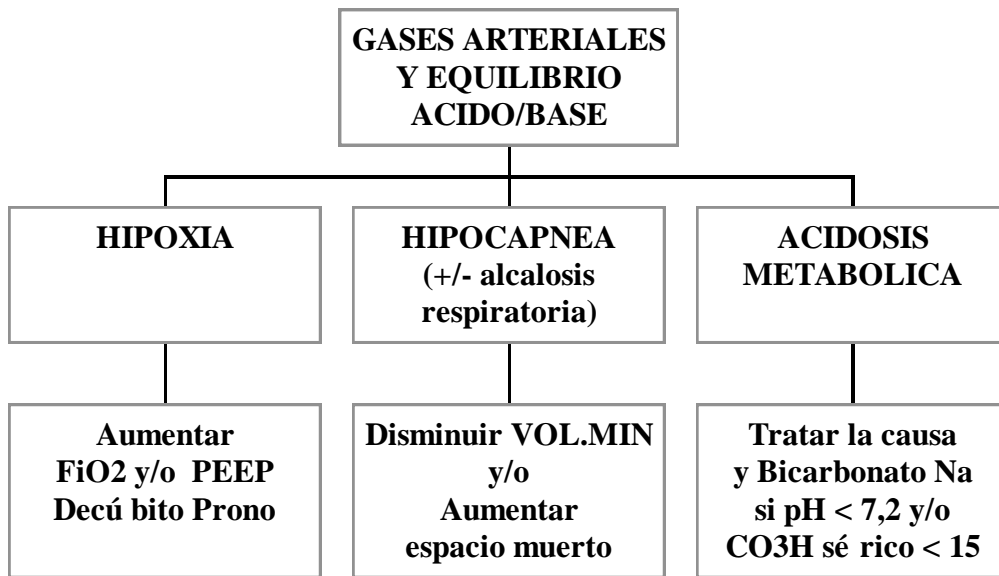 GASES ARTERIALES
Y EQUILIBRIO
ACIDO/BASE
HIPOXIA
HIPOCAPNEA
(+/- alcalosis
respiratoria)
ACIDOSIS
METABOLICA
Aumentar
FiO2 y/o PEEP
Decú bito Prono
Disminuir VOL.MIN
y/o
Aumentar
espacio muerto
Tratar la causa
y Bicarbonato Na
si pH < 7,2 y/o
CO3H sé rico < 15